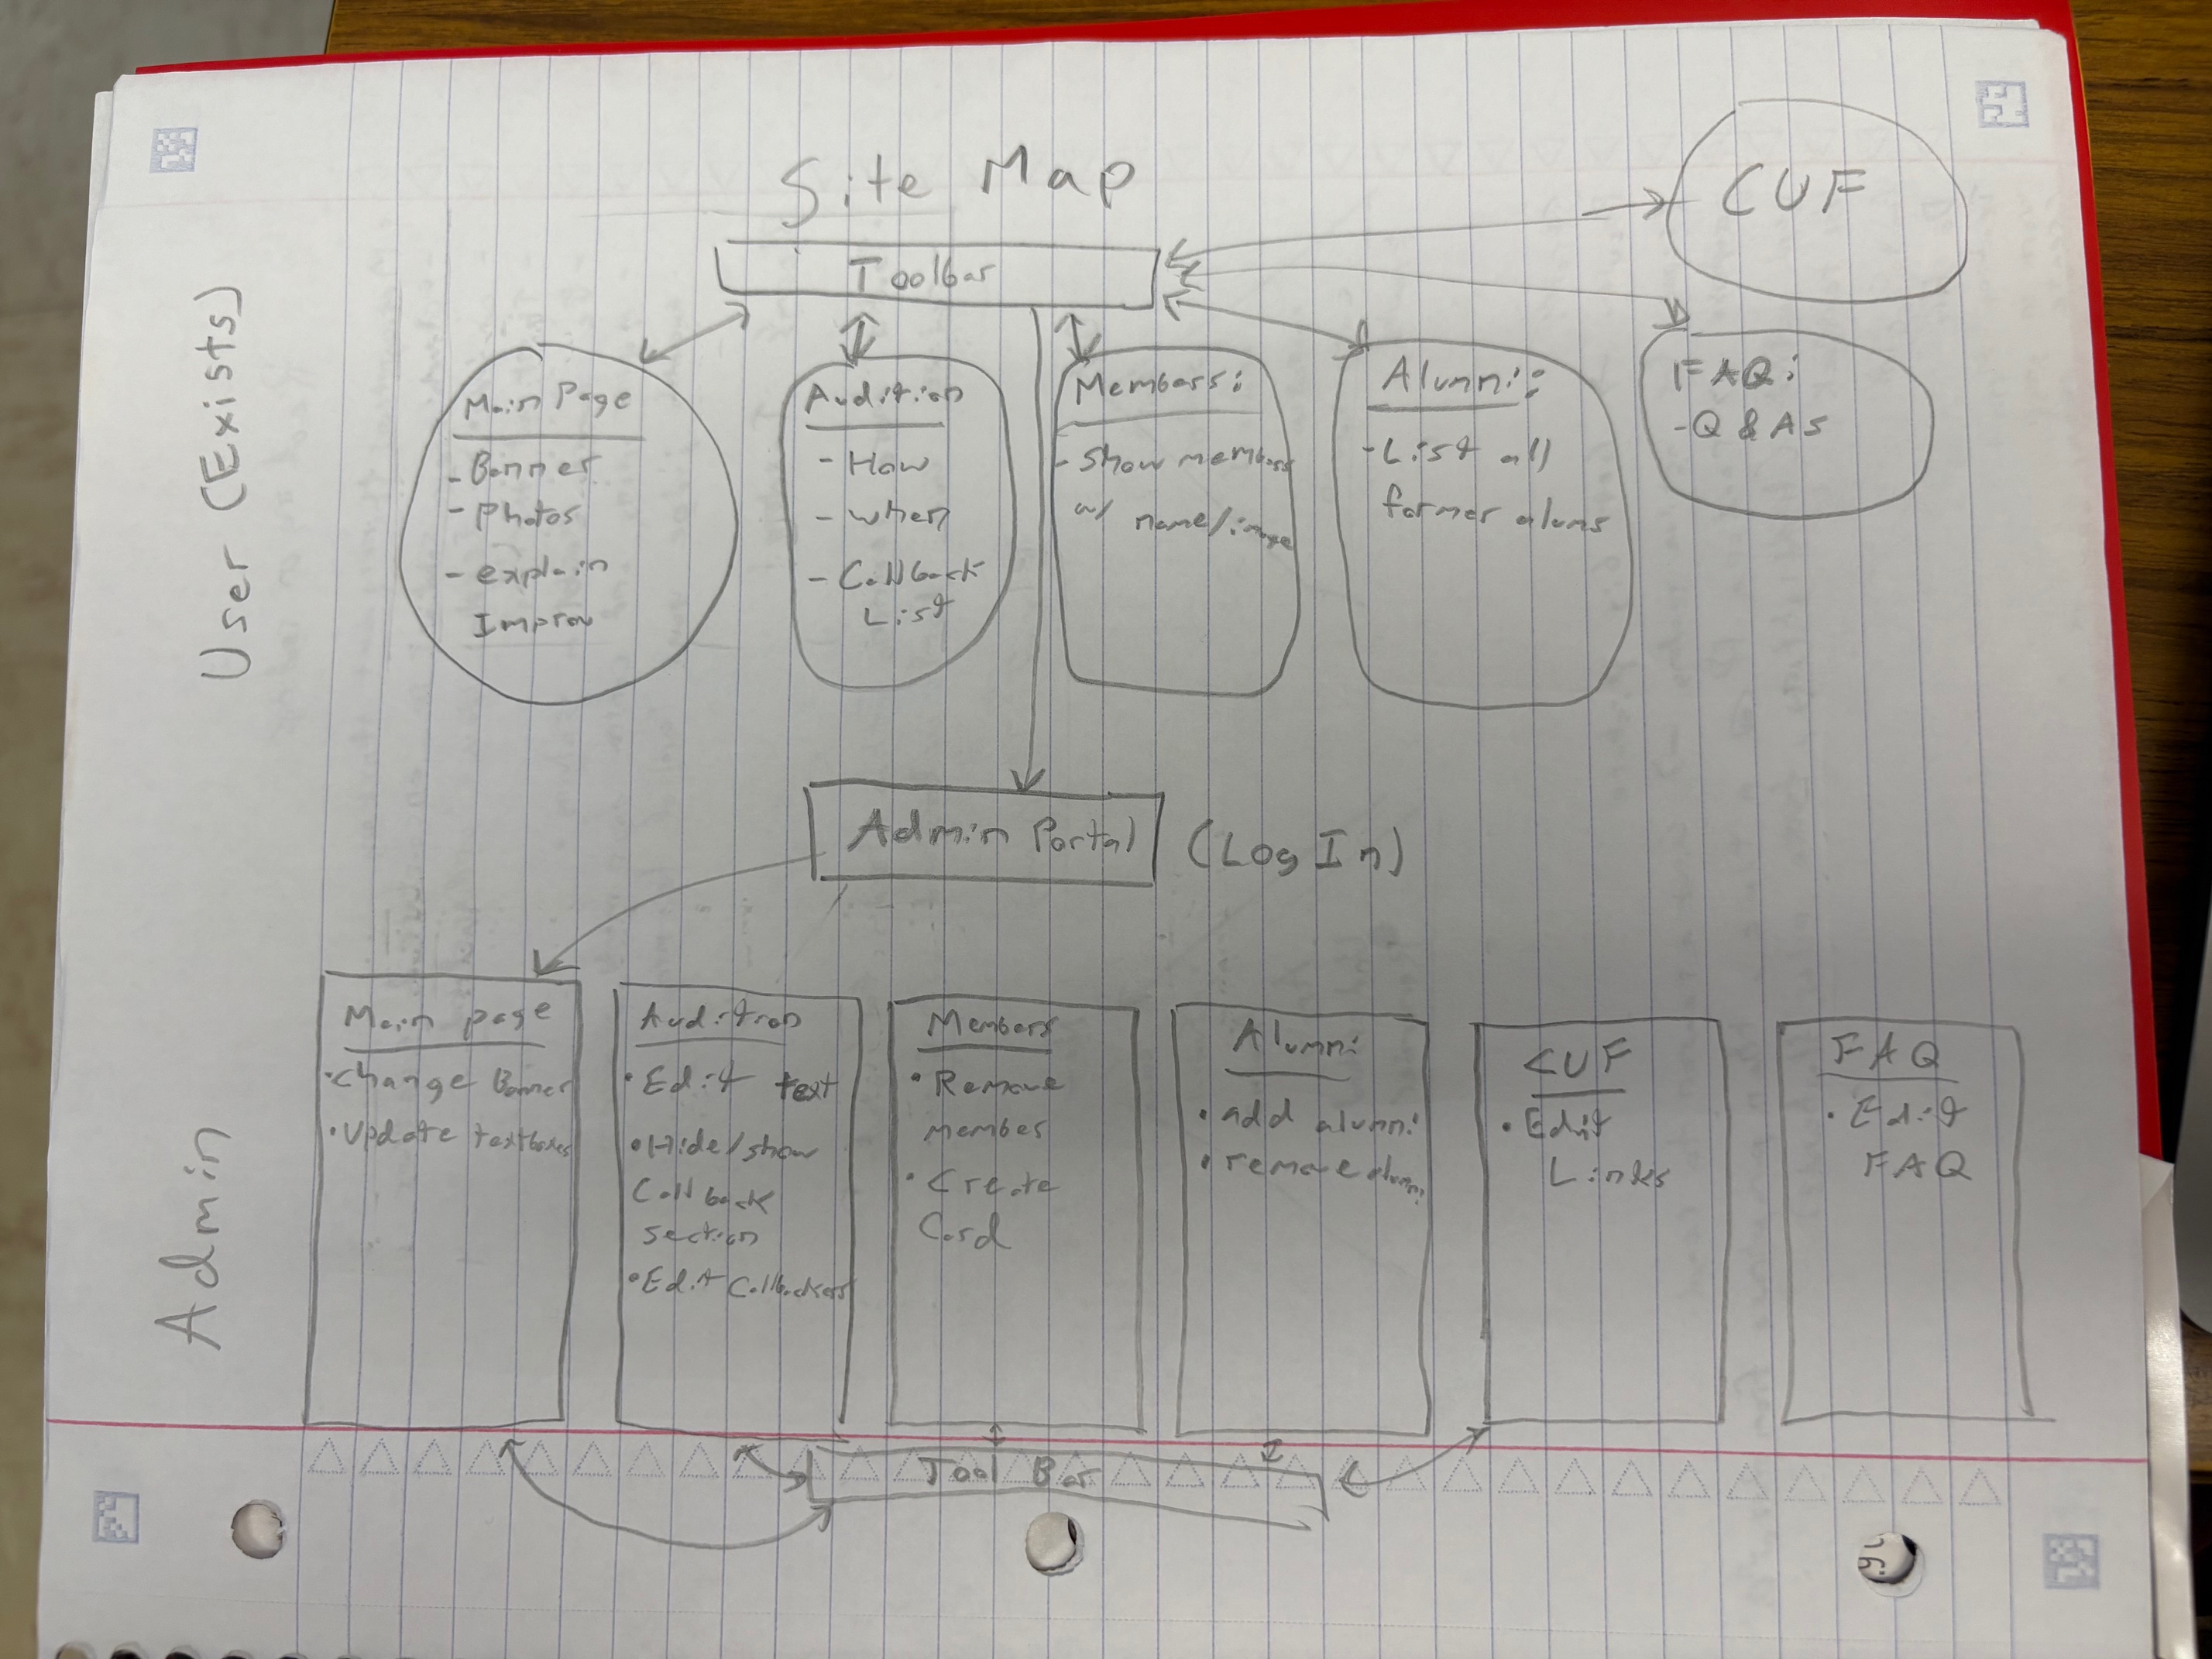 Site Map
Toolbar
User (Exists)
Main Page
- Banner
- Photos
- explain
Improv
Audition
- How
- when
- Callback
List
Members:
- Show members
w/ name/image
Alumni:
- List all
former alums
FAQ:
- Q & As
CUF
Admin Portal (Log In)
Admin
Main page
• Change Banner
• Update textboxes
Audition
• Edit text
• Hide/show
Callback
section
• Edit Callbacks
Members
• Remove
members
• Create
Card
Alumni
• add alumni
• remove alumni
CUF
• Edit
Links
FAQ
• Edit
FAQ
Tool Bar